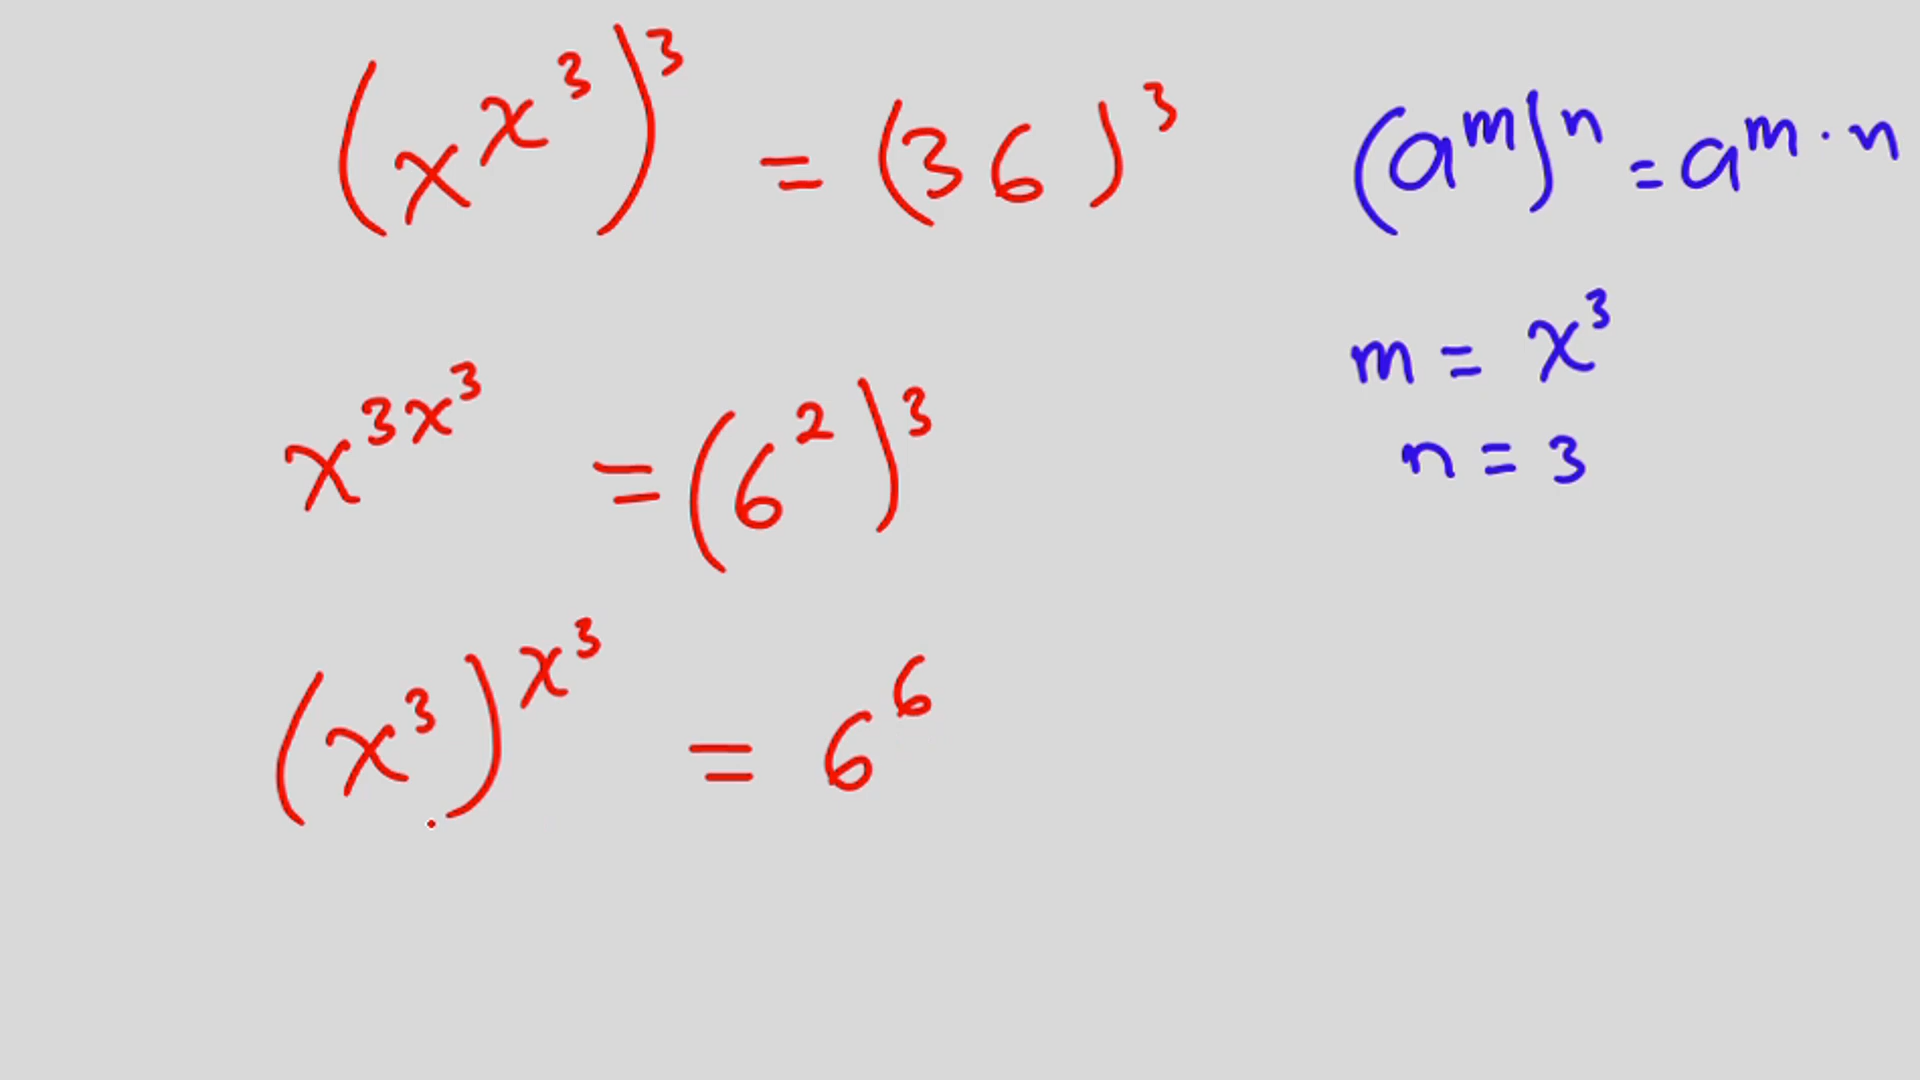 (x^{x^3})^3 = (36)^3
(a^m)^n = a^{m·n}
m = x^3
x^{3x^3} = (6^2)^3
n = 3
(x^3)^{x^3} = 6^6